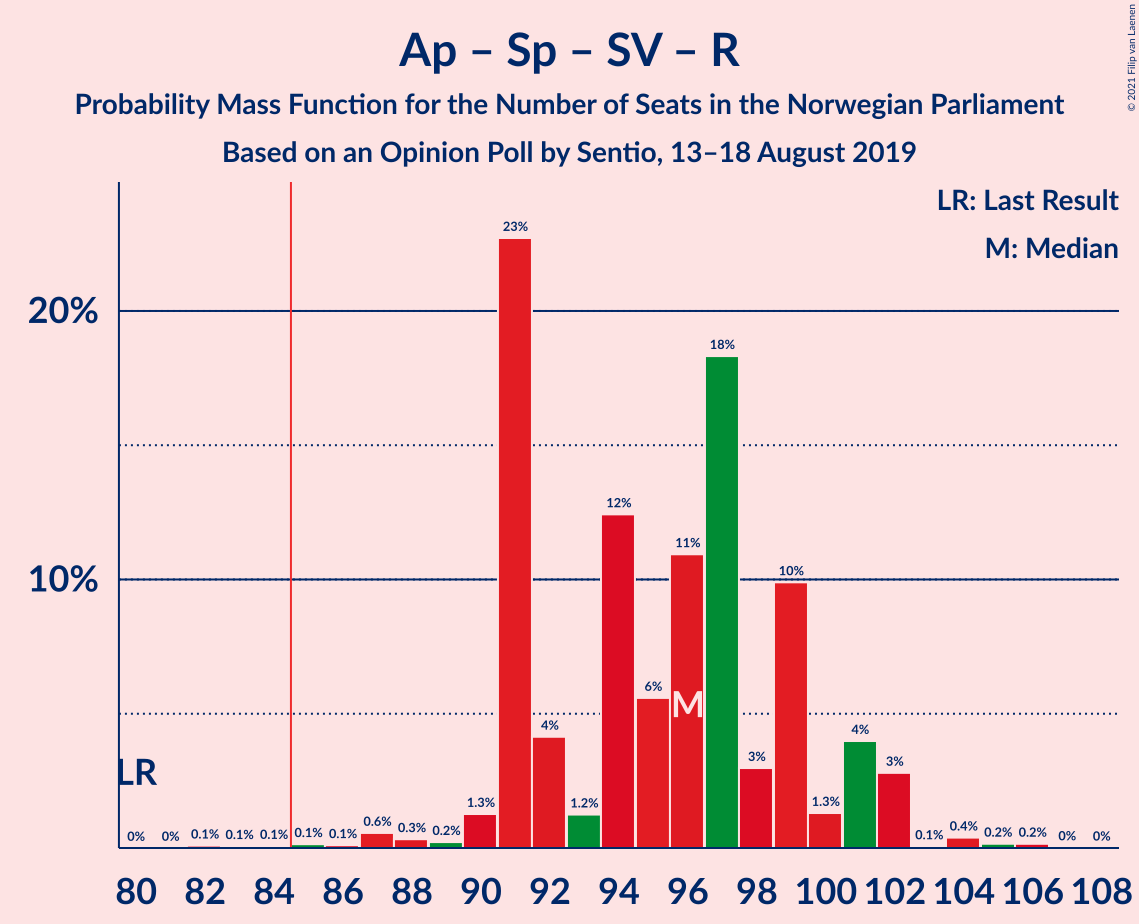 Ap – Sp – SV – R
Probability Mass Function for the Number of Seats in the Norwegian Parliament
Based on an Opinion Poll by Sentio, 13–18 August 2019
© 2021 Filip van Laenen
LR: Last Result
M: Median
23%
20%
18%
12%
11%
10%
10%
6%
M
4%
4%
3%
3%
LR
1.3%
1.2%
1.3%
0% 0% 0.1% 0.1% 0.1% 0.1% 0.1% 0.6% 0.3% 0.2% 0.1% 0.4% 0.2% 0.2% 0% 0%
80 82 84 86 88 90 92 94 96 98 100 102 104 106 108